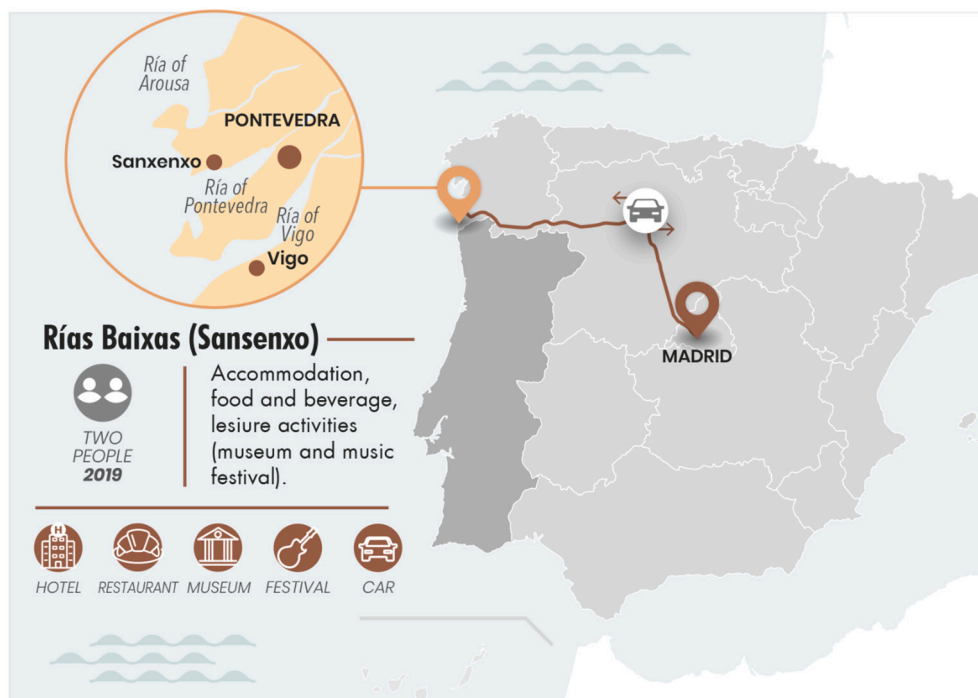 Ría of
Arousa
PONTEVEDRA
Sanxenxo
Ría of
Pontevedra
Ría of
Vigo
Vigo
MADRID
Rías Baixas (Sansenxo)
TWO
PEOPLE
2019
Accommodation,
food and beverage,
lesiure activities
(museum and music
festival).
H
HOTEL
RESTAURANT
MUSEUM
FESTIVAL
CAR